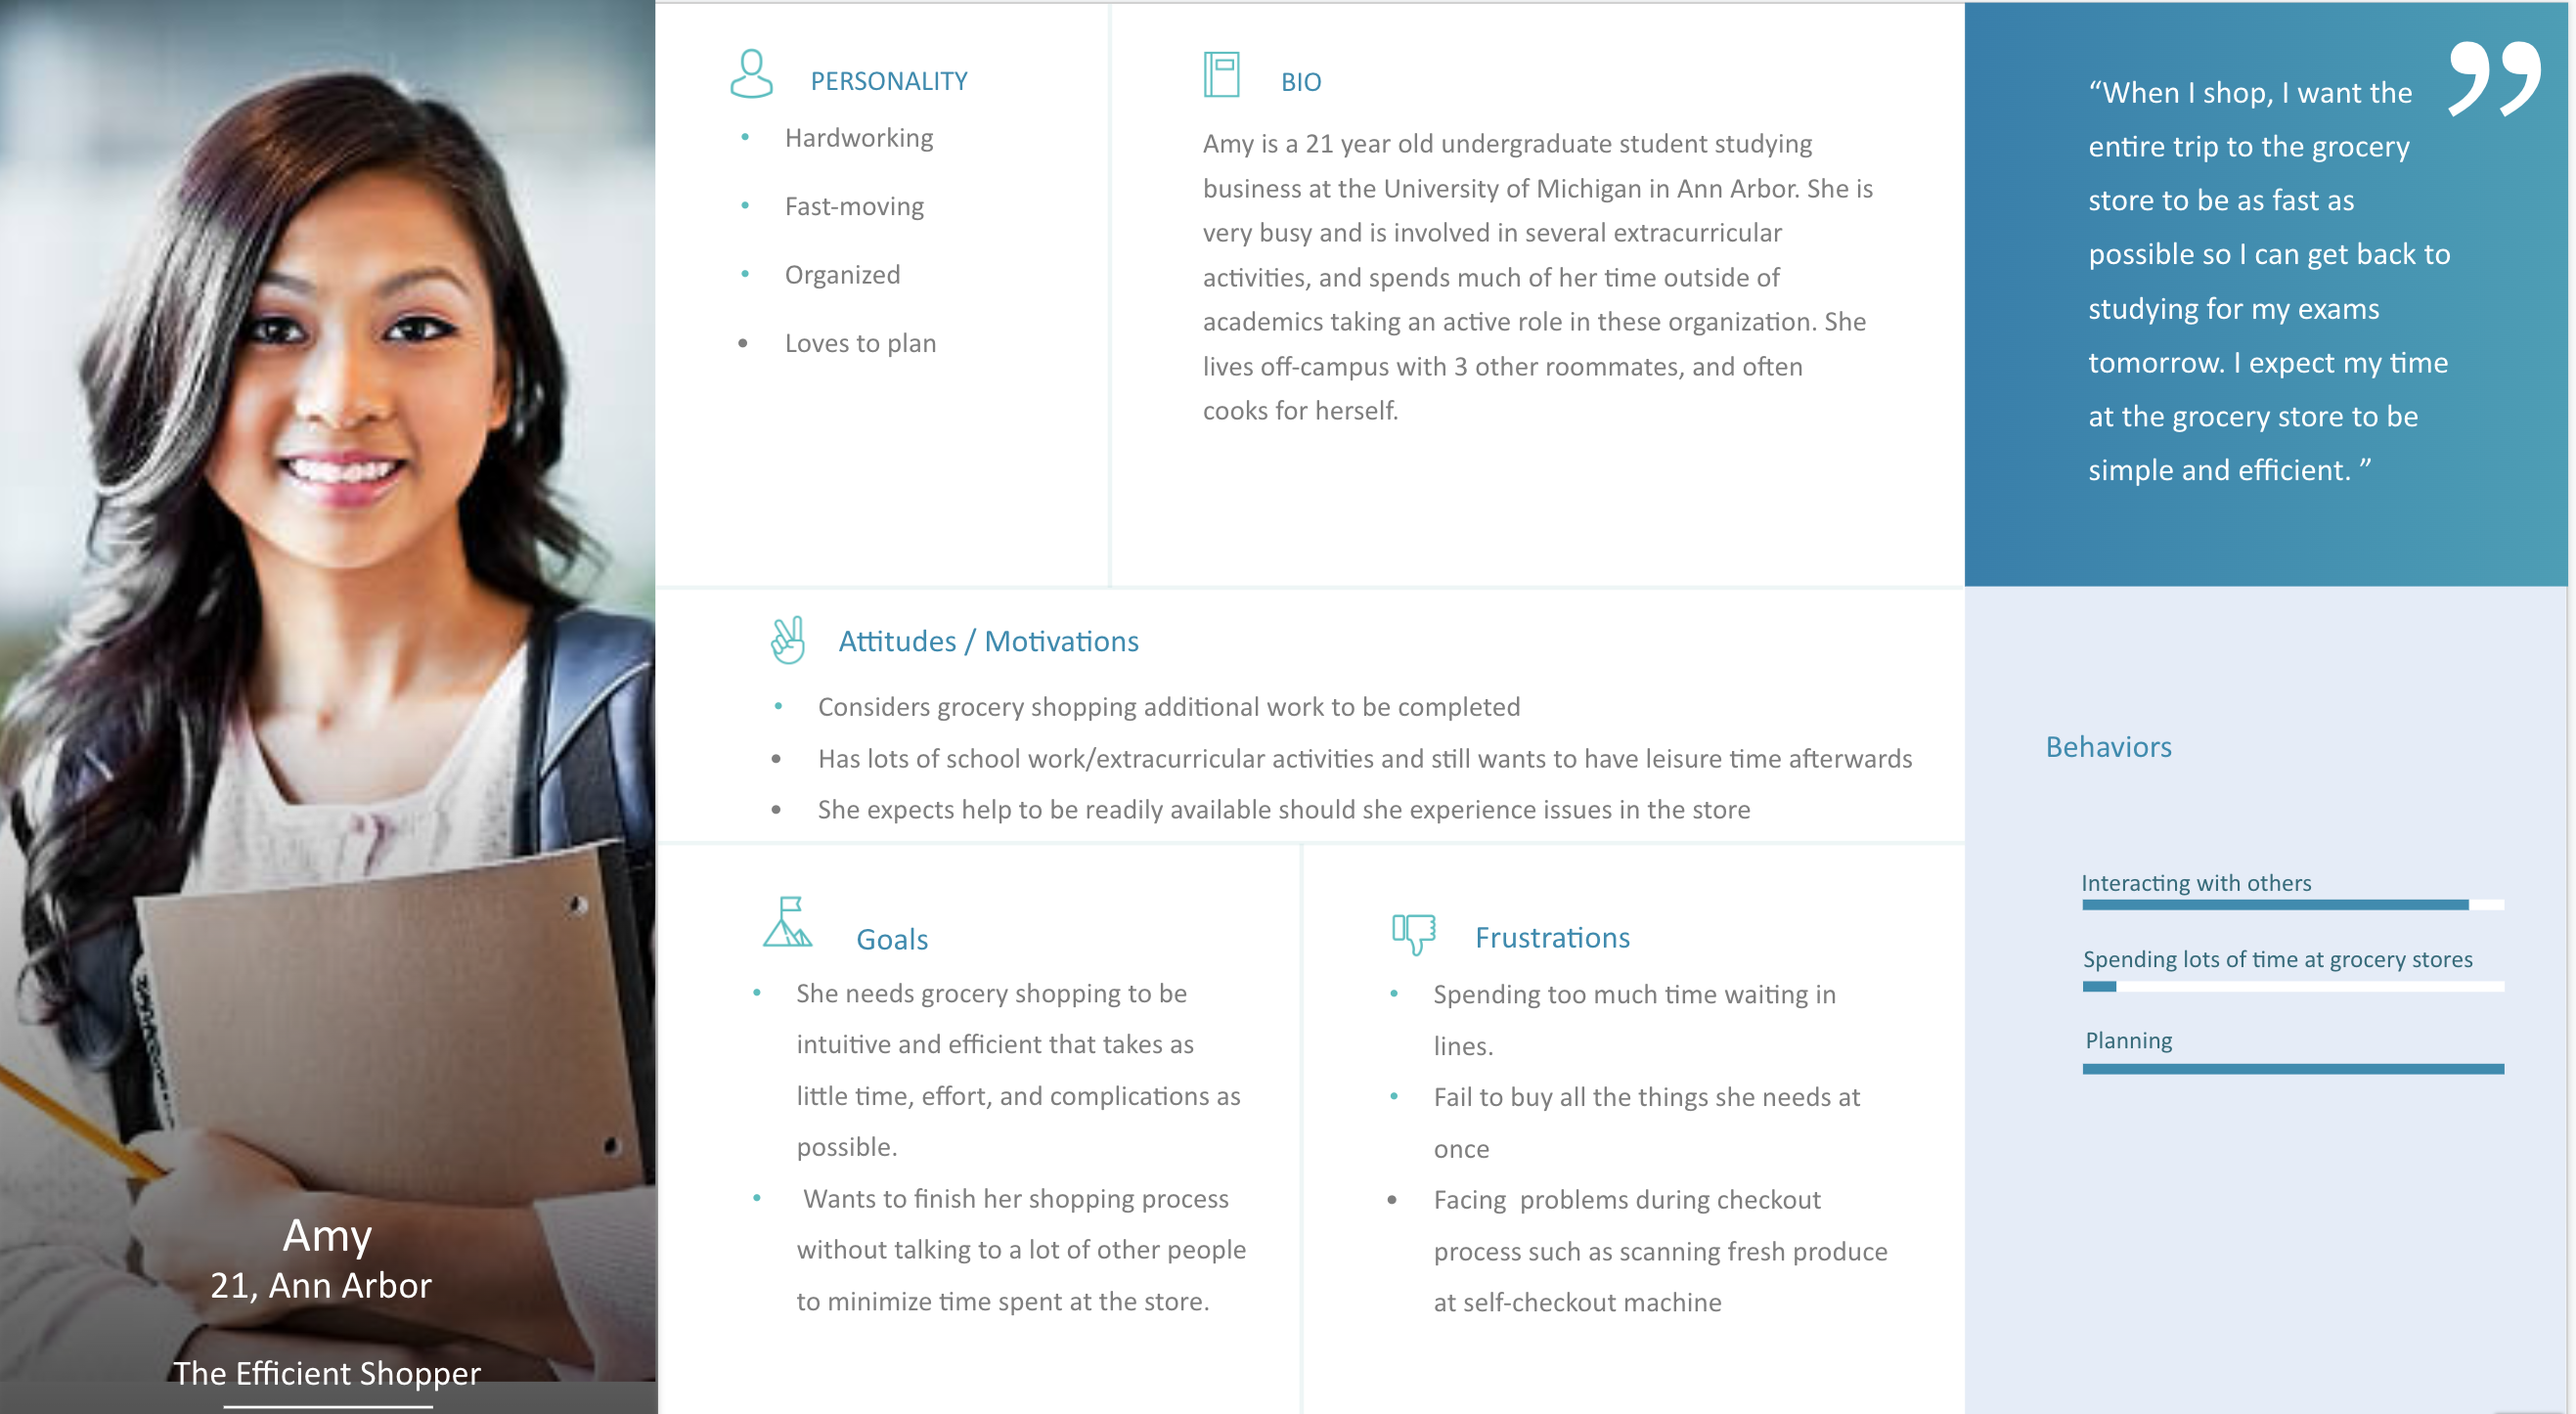 PERSONALITY
• Hardworking
• Fast-moving
• Organized
• Loves to plan
BIO
Amy is a 21 year old undergraduate student studying
business at the University of Michigan in Ann Arbor. She is
very busy and is involved in several extracurricular
activities, and spends much of her time outside of
academics taking an active role in these organization. She
lives off-campus with 3 other roommates, and often
cooks for herself.
”
“When I shop, I want the
entire trip to the grocery
store to be as fast as
possible so I can get back to
studying for my exams
tomorrow. I expect my time
at the grocery store to be
simple and efficient. ”
Attitudes / Motivations
• Considers grocery shopping additional work to be completed
• Has lots of school work/extracurricular activities and still wants to have leisure time afterwards
• She expects help to be readily available should she experience issues in the store
Goals
• She needs grocery shopping to be
intuitive and efficient that takes as
little time, effort, and complications as
possible.
• Wants to finish her shopping process
without talking to a lot of other people
to minimize time spent at the store.
Frustrations
• Spending too much time waiting in
lines.
• Fail to buy all the things she needs at
once
• Facing  problems during checkout
process such as scanning fresh produce
at self-checkout machine
Behaviors
Interacting with others
Spending lots of time at grocery stores
Planning
Amy
21, Ann Arbor
The Efficient Shopper